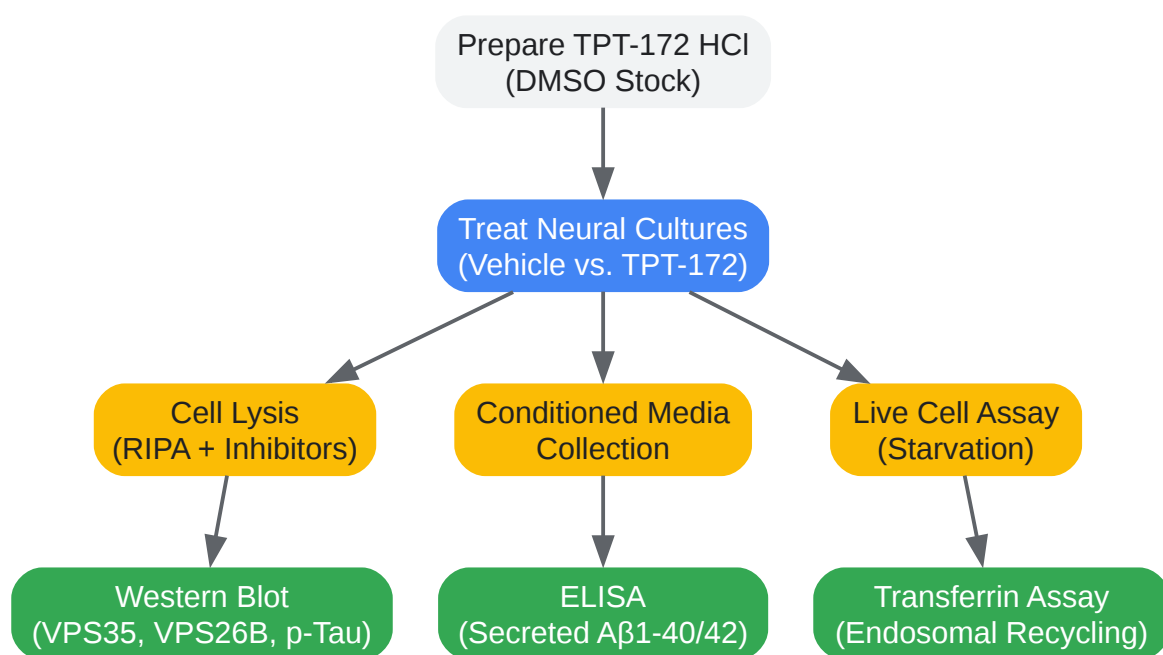 Prepare TPT-172 HCl
(DMSO Stock)
Treat Neural Cultures
(Vehicle vs. TPT-172)
Cell Lysis
(RIPA + Inhibitors)
Conditioned Media
Collection
Live Cell Assay
(Starvation)
Western Blot
(VPS35, VPS26B, p-Tau)
ELISA
(Secreted Aβ1-40/42)
Transferrin Assay
(Endosomal Recycling)